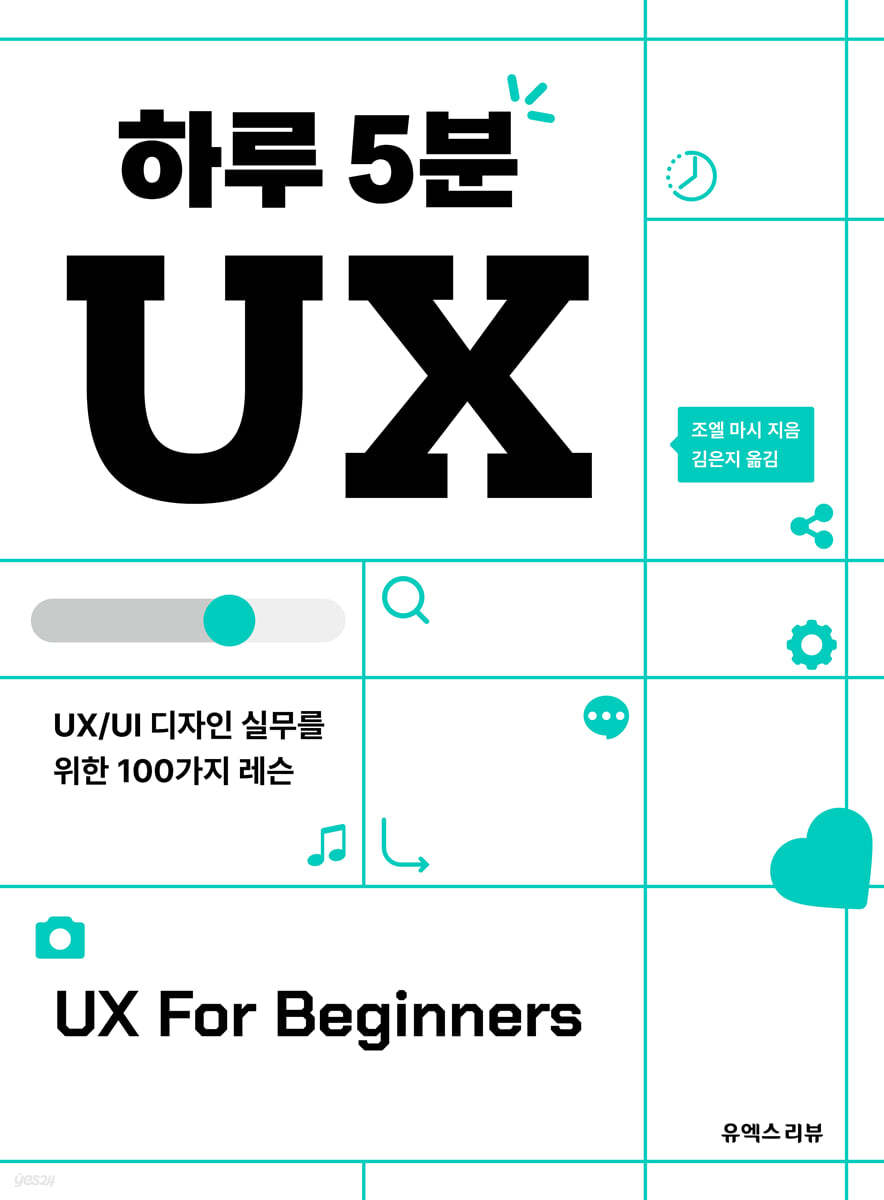 하루 5분
UX
조엘 마시 지음
김은지 옮김
UX/UI 디자인 실무를
위한 100가지 레슨
UX For Beginners
유엑스 리뷰
yes24